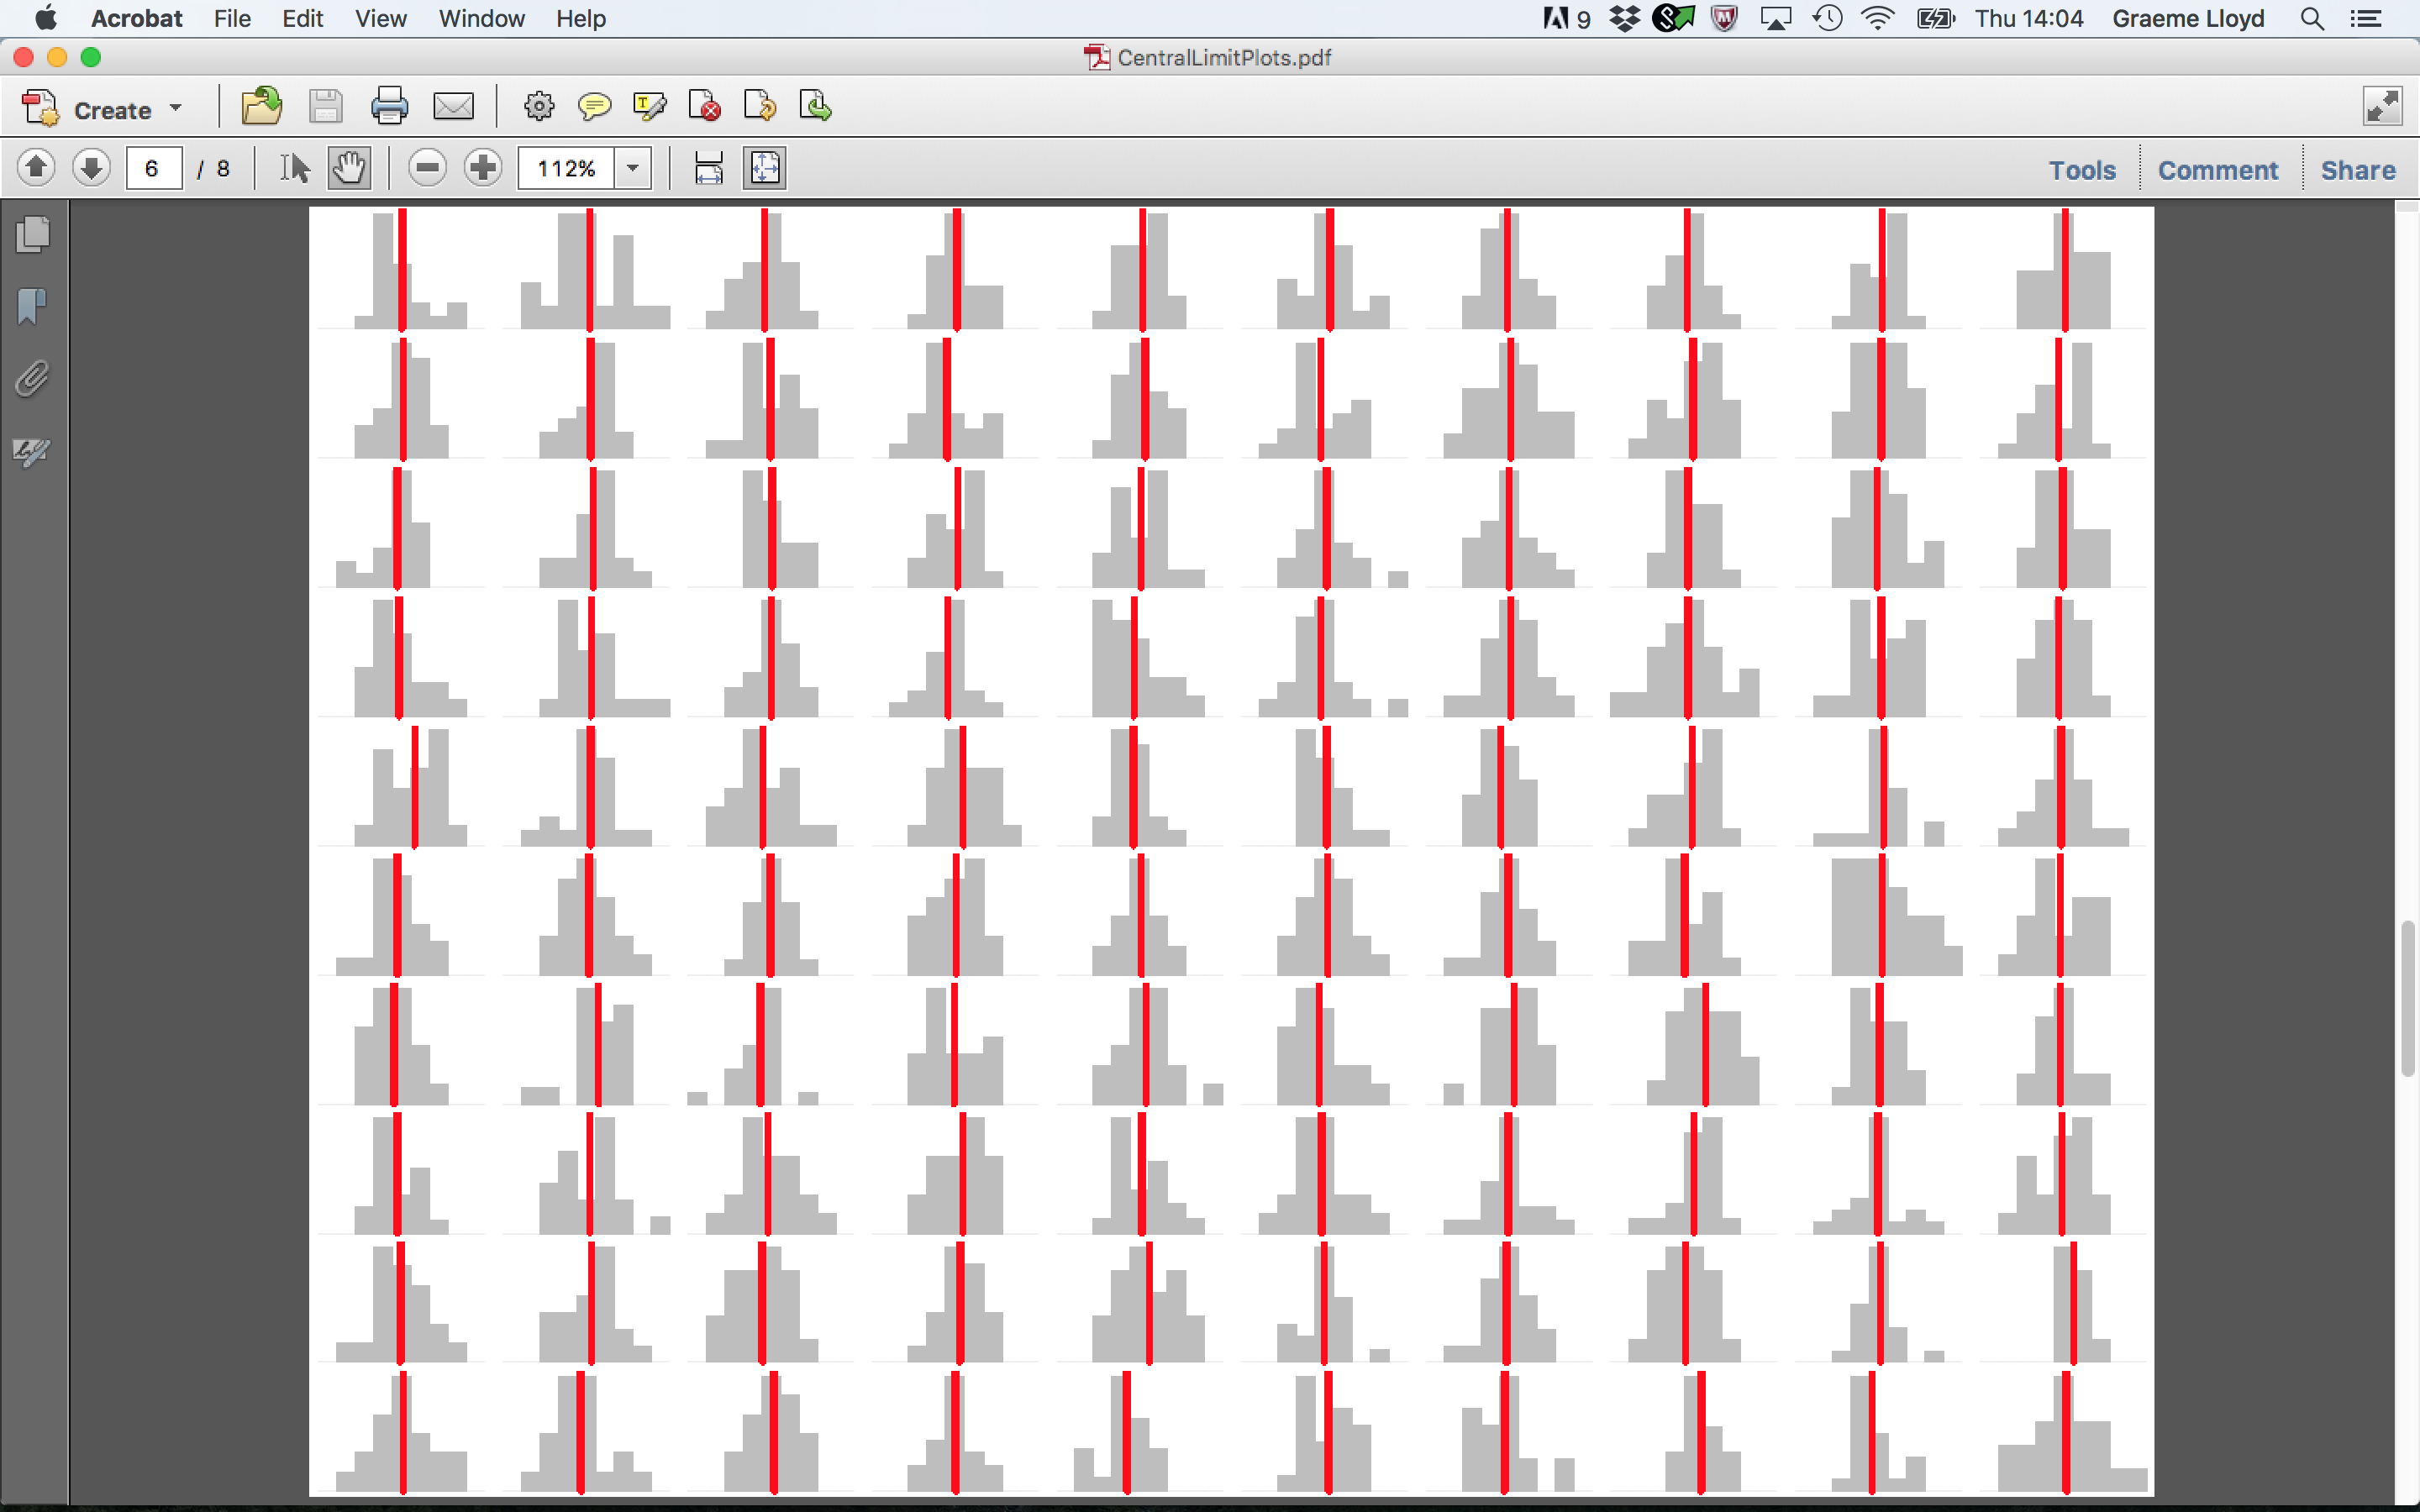 Acrobat File Edit View Window Help 9 Thu 14:04 Graeme Lloyd
CentralLimitPlots.pdf
Create
6 / 8 112% Tools Comment Share